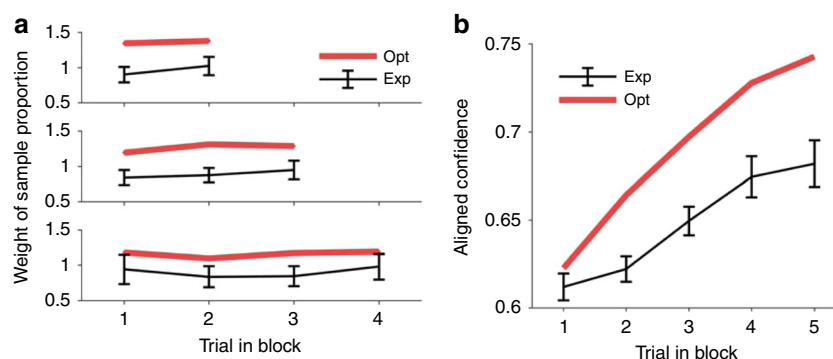 a
Weight of sample proportion
1.5
1
0.5
Opt
Exp
1.5
1
0.5
1.5
1
0.5
1 2 3 4
Trial in block
b
Aligned confidence
0.75
0.7
0.65
0.6
Exp
Opt
1 2 3 4 5
Trial in block